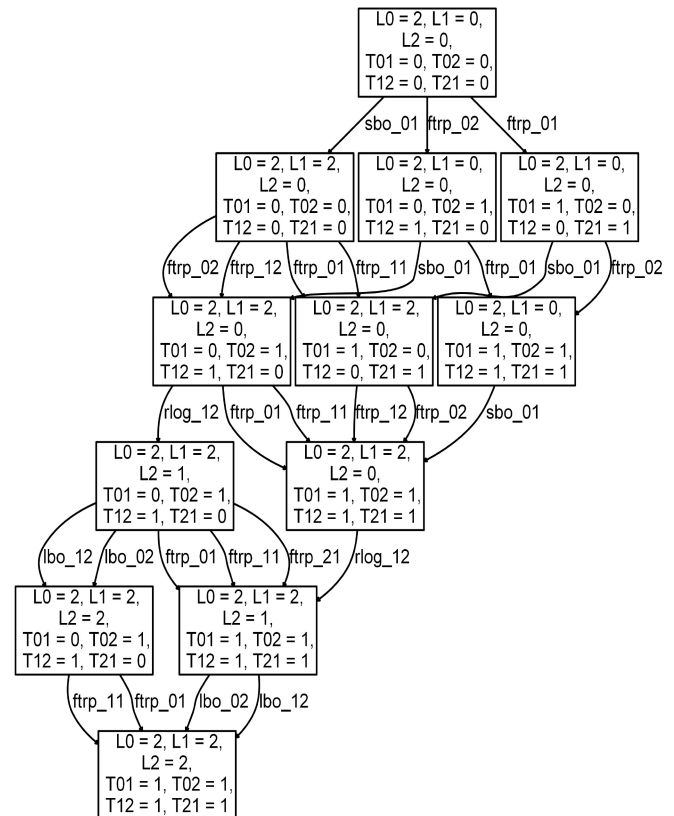 L0 = 2, L1 = 0,
L2 = 0,
T01 = 0, T02 = 0,
T12 = 0, T21 = 0
sbo_01
ftrp_02
ftrp_01
L0 = 2, L1 = 2,
L2 = 0,
T01 = 0, T02 = 0,
T12 = 0, T21 = 0
L0 = 2, L1 = 0,
L2 = 0,
T01 = 0, T02 = 1,
T12 = 1, T21 = 0
L0 = 2, L1 = 0,
L2 = 0,
T01 = 1, T02 = 0,
T12 = 0, T21 = 1
ftrp_02
ftrp_12
ftrp_01
ftrp_11
sbo_01
ftrp_01
sbo_01
ftrp_02
L0 = 2, L1 = 2,
L2 = 0,
T01 = 0, T02 = 1,
T12 = 1, T21 = 0
L0 = 2, L1 = 2,
L2 = 0,
T01 = 1, T02 = 0,
T12 = 0, T21 = 1
L0 = 2, L1 = 0,
L2 = 0,
T01 = 1, T02 = 1,
T12 = 1, T21 = 1
rlog_12
ftrp_01
ftrp_11
ftrp_12
ftrp_02
sbo_01
L0 = 2, L1 = 2,
L2 = 1,
T01 = 0, T02 = 1,
T12 = 1, T21 = 0
L0 = 2, L1 = 2,
L2 = 0,
T01 = 1, T02 = 1,
T12 = 1, T21 = 1
lbo_12
lbo_02
ftrp_01
ftrp_11
ftrp_21
rlog_12
L0 = 2, L1 = 2,
L2 = 2,
T01 = 0, T02 = 1,
T12 = 1, T21 = 0
L0 = 2, L1 = 2,
L2 = 1,
T01 = 1, T02 = 1,
T12 = 1, T21 = 1
ftrp_11
ftrp_01
lbo_02
lbo_12
L0 = 2, L1 = 2,
L2 = 2,
T01 = 1, T02 = 1,
T12 = 1, T21 = 1